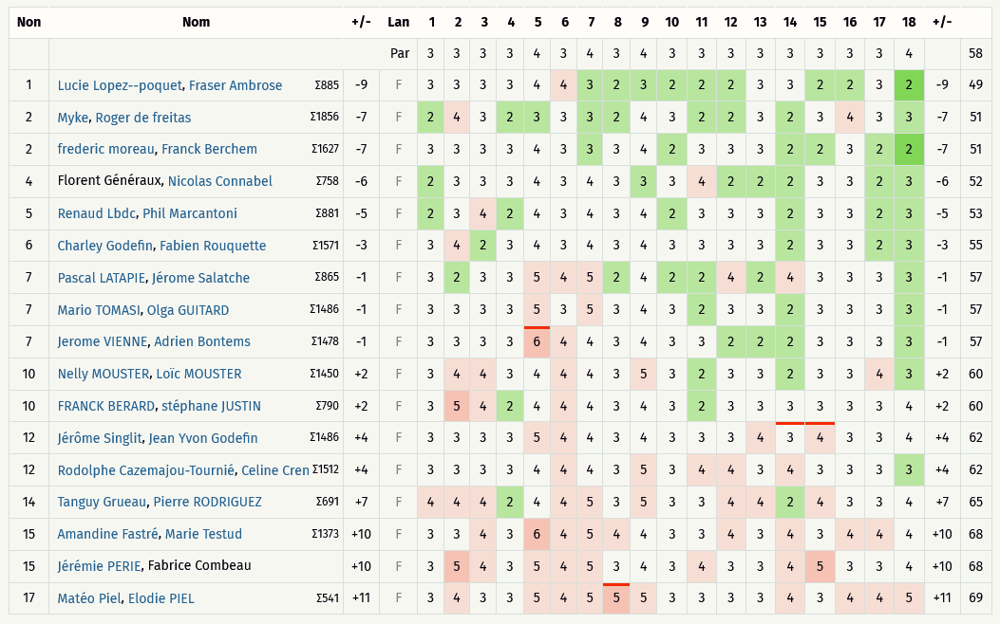 Non Nom +/- Lan 1 2 3 4 5 6 7 8 9 10 11 12 13 14 15 16 17 18 +/-
Par 3 3 3 3 4 3 4 3 4 3 3 3 3 3 3 3 3 4 58
1 Lucie Lopez--poquet, Fraser Ambrose Σ885 -9 F 3 3 3 3 4 4 3 2 3 2 2 2 3 3 2 2 3 2 -9 49
2 Myke, Roger de freitas Σ1856 -7 F 2 4 3 2 3 3 3 2 4 3 2 2 3 2 3 4 3 3 -7 51
2 frederic moreau, Franck Berchem Σ1627 -7 F 3 3 3 3 4 3 3 3 4 2 3 3 3 2 2 3 2 2 -7 51
4 Florent Généraux, Nicolas Connabel Σ758 -6 F 2 3 3 3 4 3 4 3 3 3 4 2 2 2 3 3 2 3 -6 52
5 Renaud Lbdc, Phil Marcantoni Σ881 -5 F 2 3 4 2 4 3 4 3 4 2 3 3 3 2 3 3 2 3 -5 53
6 Charley Godefin, Fabien Rouquette Σ1571 -3 F 3 4 2 3 4 3 4 3 4 3 3 3 3 2 3 3 2 3 -3 55
7 Pascal LATAPIE, Jérome Salatche Σ865 -1 F 3 2 3 3 5 4 5 2 4 2 2 4 2 4 3 3 3 3 -1 57
7 Mario TOMASI, Olga GUITARD Σ1486 -1 F 3 3 3 3 5 3 5 3 4 3 2 3 3 2 3 3 3 3 -1 57
7 Jerome VIENNE, Adrien Bontems Σ1478 -1 F 3 3 3 3 6 4 4 3 4 3 3 2 2 2 3 3 3 3 -1 57
10 Nelly MOUSTER, Loïc MOUSTER Σ1450 +2 F 3 4 4 3 4 4 4 3 5 3 2 3 3 2 3 3 4 3 +2 60
10 FRANCK BERARD, stéphane JUSTIN Σ790 +2 F 3 5 4 2 4 4 4 3 4 3 2 3 3 3 3 3 3 4 +2 60
12 Jérôme Singlit, Jean Yvon Godefin Σ1486 +4 F 3 3 3 3 5 4 4 3 4 3 3 3 4 3 4 3 3 4 +4 62
12 Rodolphe Cazemajou-Tournié, Celine Cren Σ1512 +4 F 3 3 3 3 4 4 4 3 5 3 4 4 3 4 3 3 3 3 +4 62
14 Tanguy Grueau, Pierre RODRIGUEZ Σ691 +7 F 4 4 4 2 4 4 5 3 5 3 3 4 4 2 4 3 3 4 +7 65
15 Amandine Fastré, Marie Testud Σ1373 +10 F 3 3 4 3 6 4 5 4 4 3 3 4 3 4 3 4 4 4 +10 68
15 Jérémie PERIE, Fabrice Combeau +10 F 3 5 4 3 5 4 5 3 4 3 4 3 3 4 5 3 3 4 +10 68
17 Matéo Piel, Elodie PIEL Σ541 +11 F 3 4 3 3 5 4 5 5 5 3 3 3 3 4 3 4 4 5 +11 69